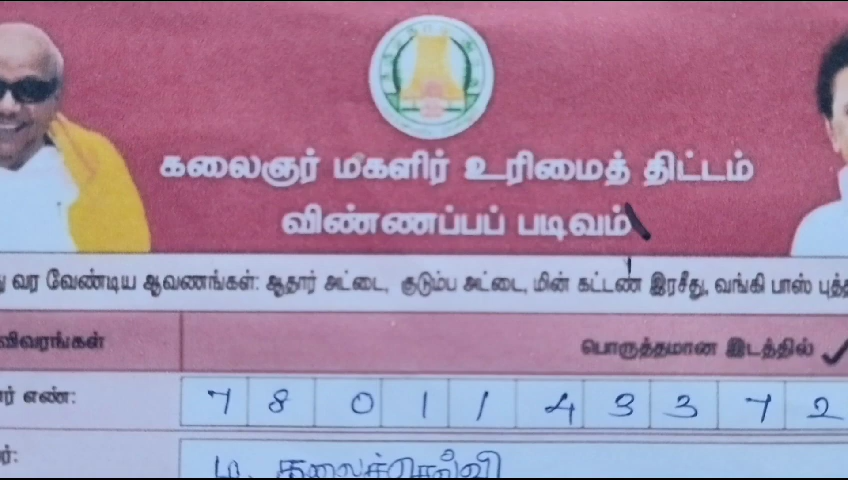 கலைஞர் மகளிர் உரிமைத் திட்டம்
விண்ணப்பப் படிவம்
வர வேண்டிய ஆவணங்கள்: ஆதார் அட்டை, குடும்ப அட்டை, மின் கட்டண இரசீது, வங்கி பாஸ்
விவரங்கள் பொருத்தமான இடத்தில் ✓
எண்: 7 8 0 1 1 4 3 3 7 2